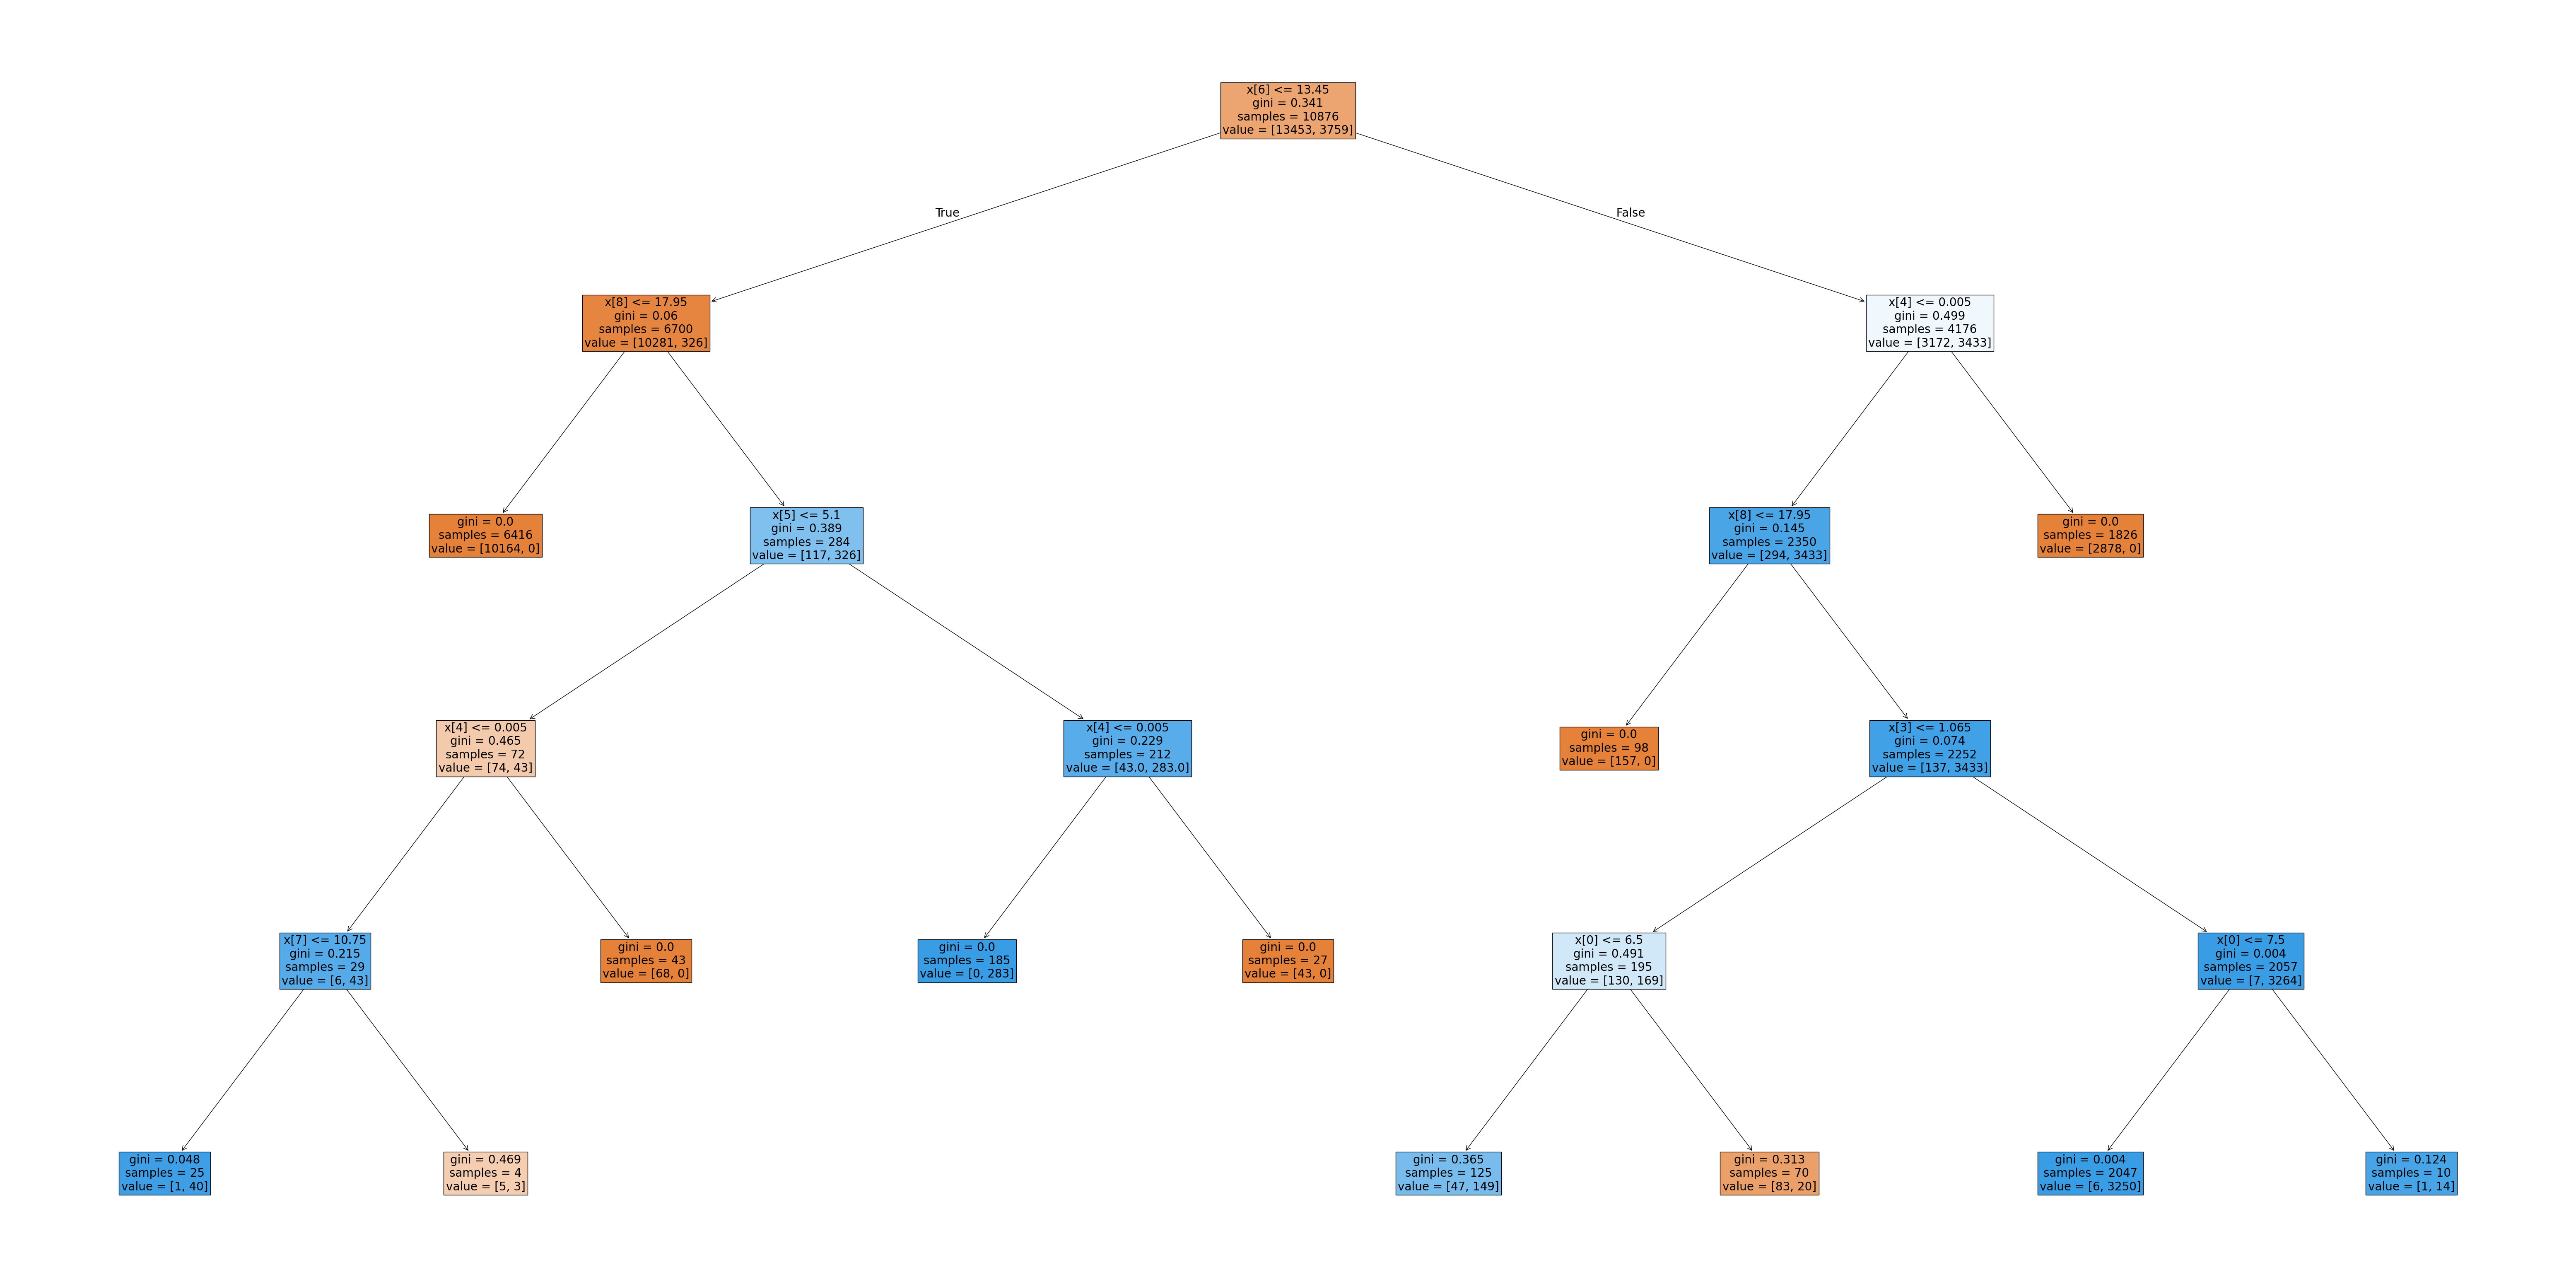 x[6] <= 13.45
gini = 0.341
samples = 10876
value = [13453, 3759]
True
False
x[8] <= 17.95
gini = 0.06
samples = 6700
value = [10281, 326]
x[4] <= 0.005
gini = 0.499
samples = 4176
value = [3172, 3433]
gini = 0.0
samples = 6416
value = [10164, 0]
x[5] <= 5.1
gini = 0.389
samples = 284
value = [117, 326]
x[8] <= 17.95
gini = 0.145
samples = 2350
value = [294, 3433]
gini = 0.0
samples = 1826
value = [2878, 0]
x[4] <= 0.005
gini = 0.465
samples = 72
value = [74, 43]
x[4] <= 0.005
gini = 0.229
samples = 212
value = [43.0, 283.0]
gini = 0.0
samples = 98
value = [157, 0]
x[3] <= 1.065
gini = 0.074
samples = 2252
value = [137, 3433]
x[7] <= 10.75
gini = 0.215
samples = 29
value = [6, 43]
gini = 0.0
samples = 43
value = [68, 0]
gini = 0.0
samples = 185
value = [0, 283]
gini = 0.0
samples = 27
value = [43, 0]
x[0] <= 6.5
gini = 0.491
samples = 195
value = [130, 169]
x[0] <= 7.5
gini = 0.004
samples = 2057
value = [7, 3264]
gini = 0.048
samples = 25
value = [1, 40]
gini = 0.469
samples = 4
value = [5, 3]
gini = 0.365
samples = 125
value = [47, 149]
gini = 0.313
samples = 70
value = [83, 20]
gini = 0.004
samples = 2047
value = [6, 3250]
gini = 0.124
samples = 10
value = [1, 14]